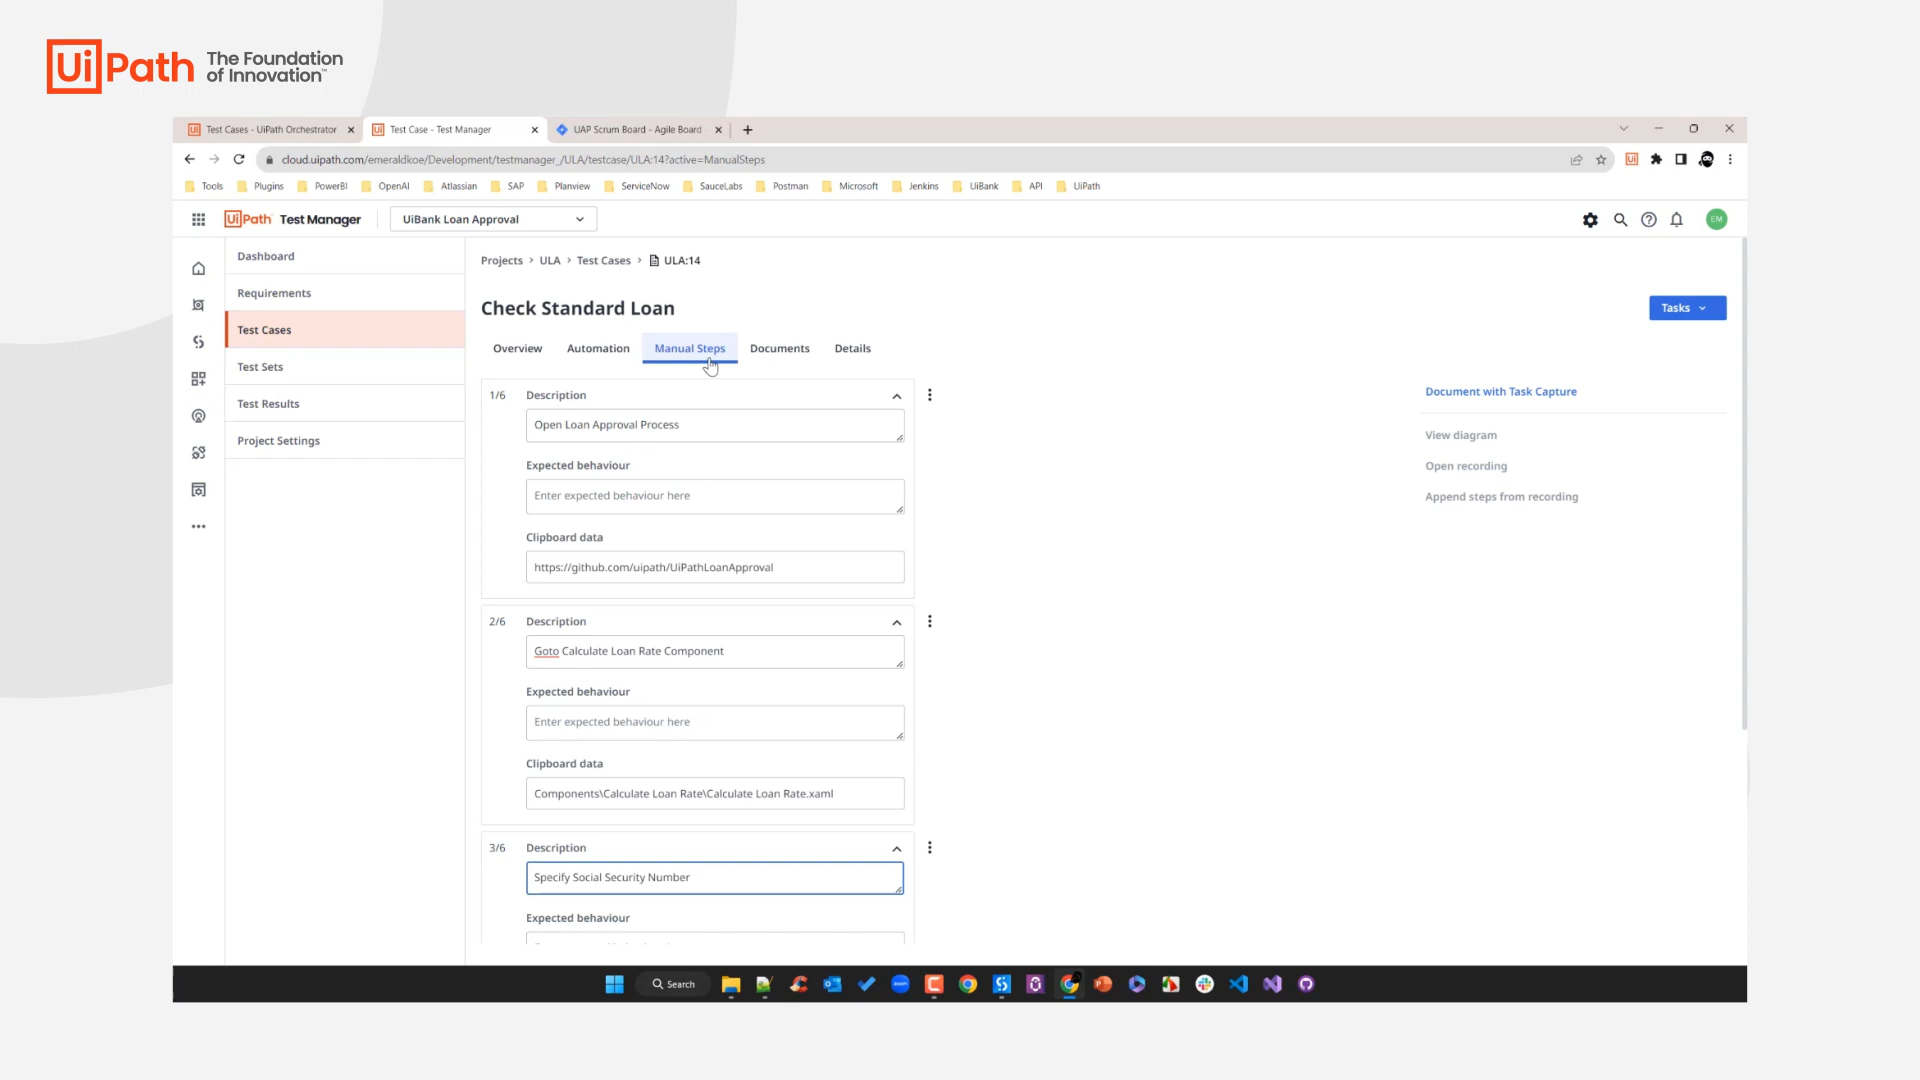 UiPath The Foundation of Innovation™
Test Cases - UiPath Orchestrator
Test Case - Test Manager
UAP Scrum Board - Agile Board
cloud.uipath.com/emeraldkoe/Development/testmanager_/ULA/testcase/ULA:14?active=ManualSteps
Tools Plugins PowerBI OpenAI Atlassian SAP Planview ServiceNow SauceLabs Postman Microsoft Jenkins UiBank API UiPath
UiPath Test Manager
UiBank Loan Approval
EM
Dashboard
Requirements
Test Cases
Test Sets
Test Results
Project Settings
Projects > ULA > Test Cases > ULA:14
Check Standard Loan
Tasks
Overview Automation Manual Steps Documents Details
1/6 Description
Open Loan Approval Process
Expected behaviour
Enter expected behaviour here
Clipboard data
https://github.com/uipath/UiPathLoanApproval
2/6 Description
Goto Calculate Loan Rate Component
Expected behaviour
Enter expected behaviour here
Clipboard data
Components\Calculate Loan Rate\Calculate Loan Rate.xaml
3/6 Description
Specify Social Security Number
Expected behaviour
Document with Task Capture
View diagram
Open recording
Append steps from recording
Search